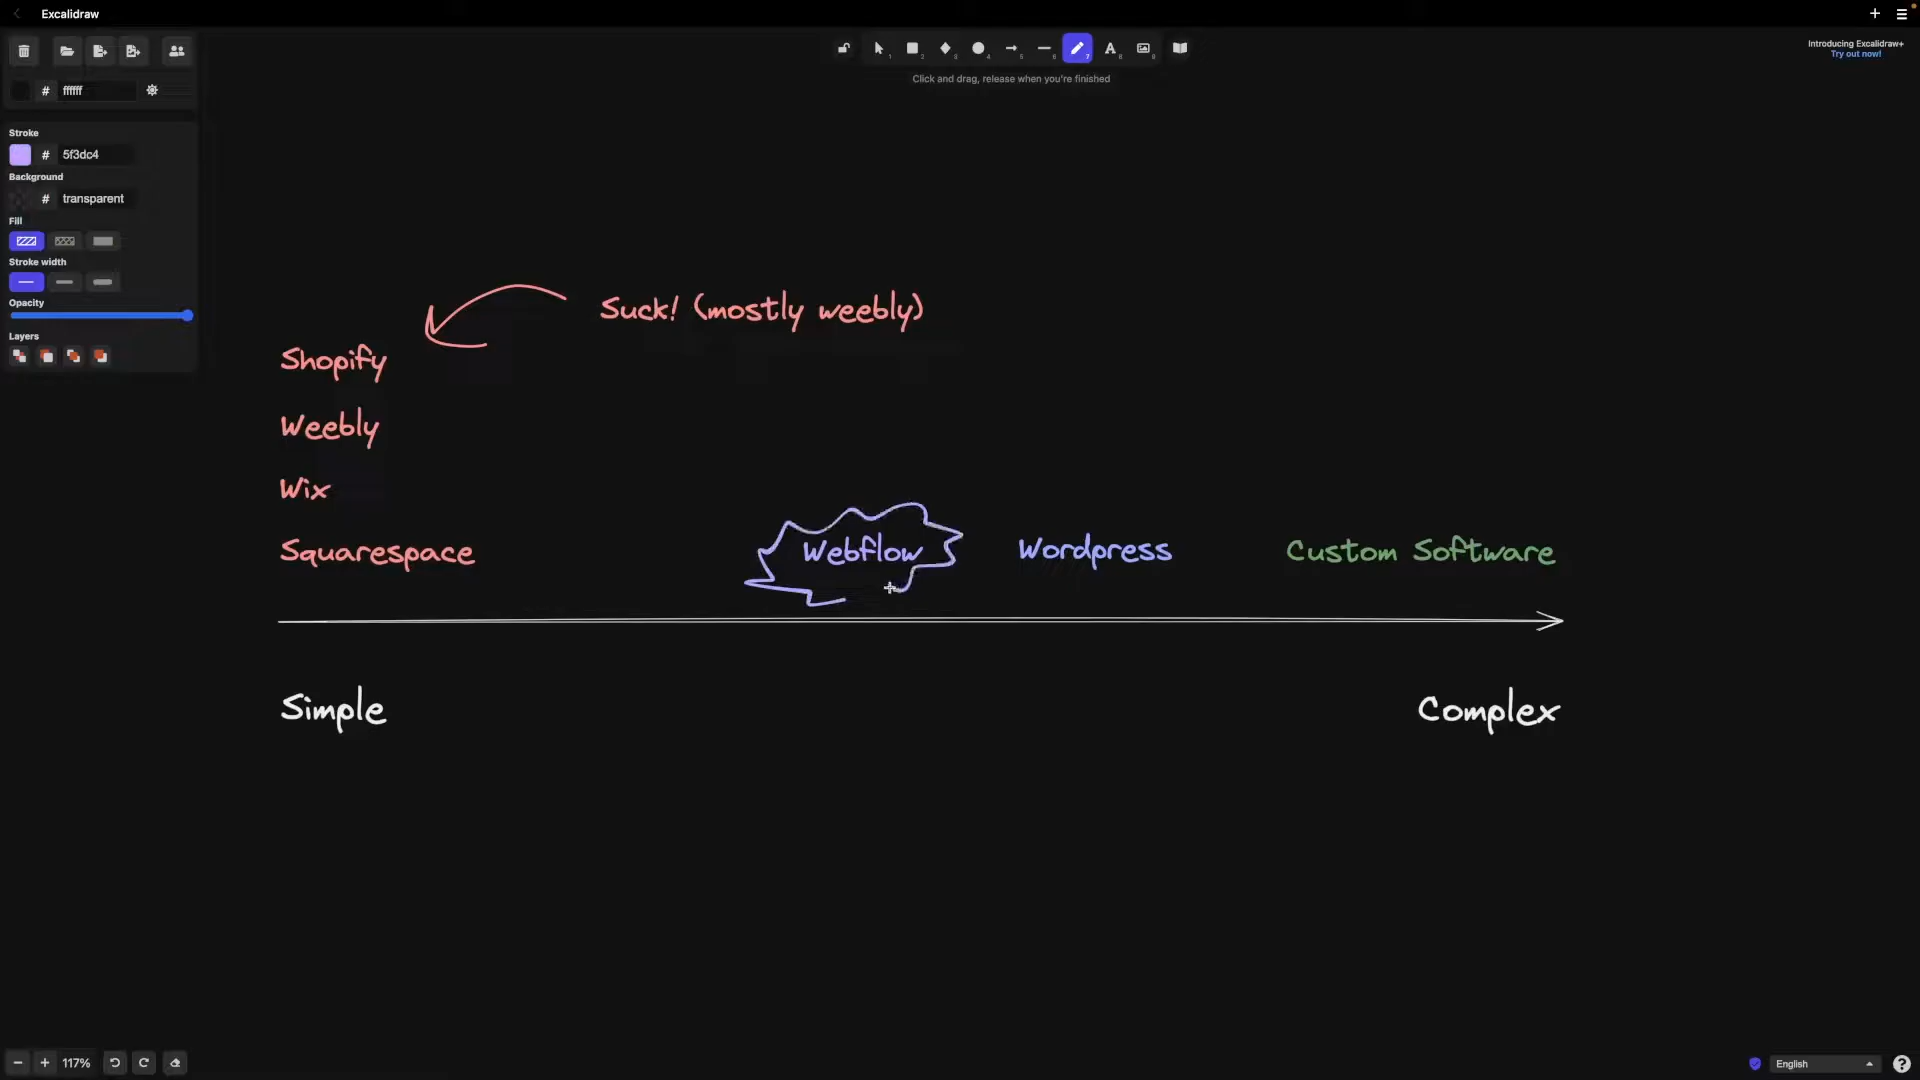 Excalidraw
Introducing Excalidraw+
Try out now!
Click and drag, release when you're finished
# ffffff
Stroke
# 5f3dc4
Background
# transparent
Fill
Stroke width
Opacity
Layers
Suck! (mostly weebly)
Shopify
Weebly
Wix
Squarespace
Webflow
Wordpress
Custom Software
Simple
Complex
117%
English